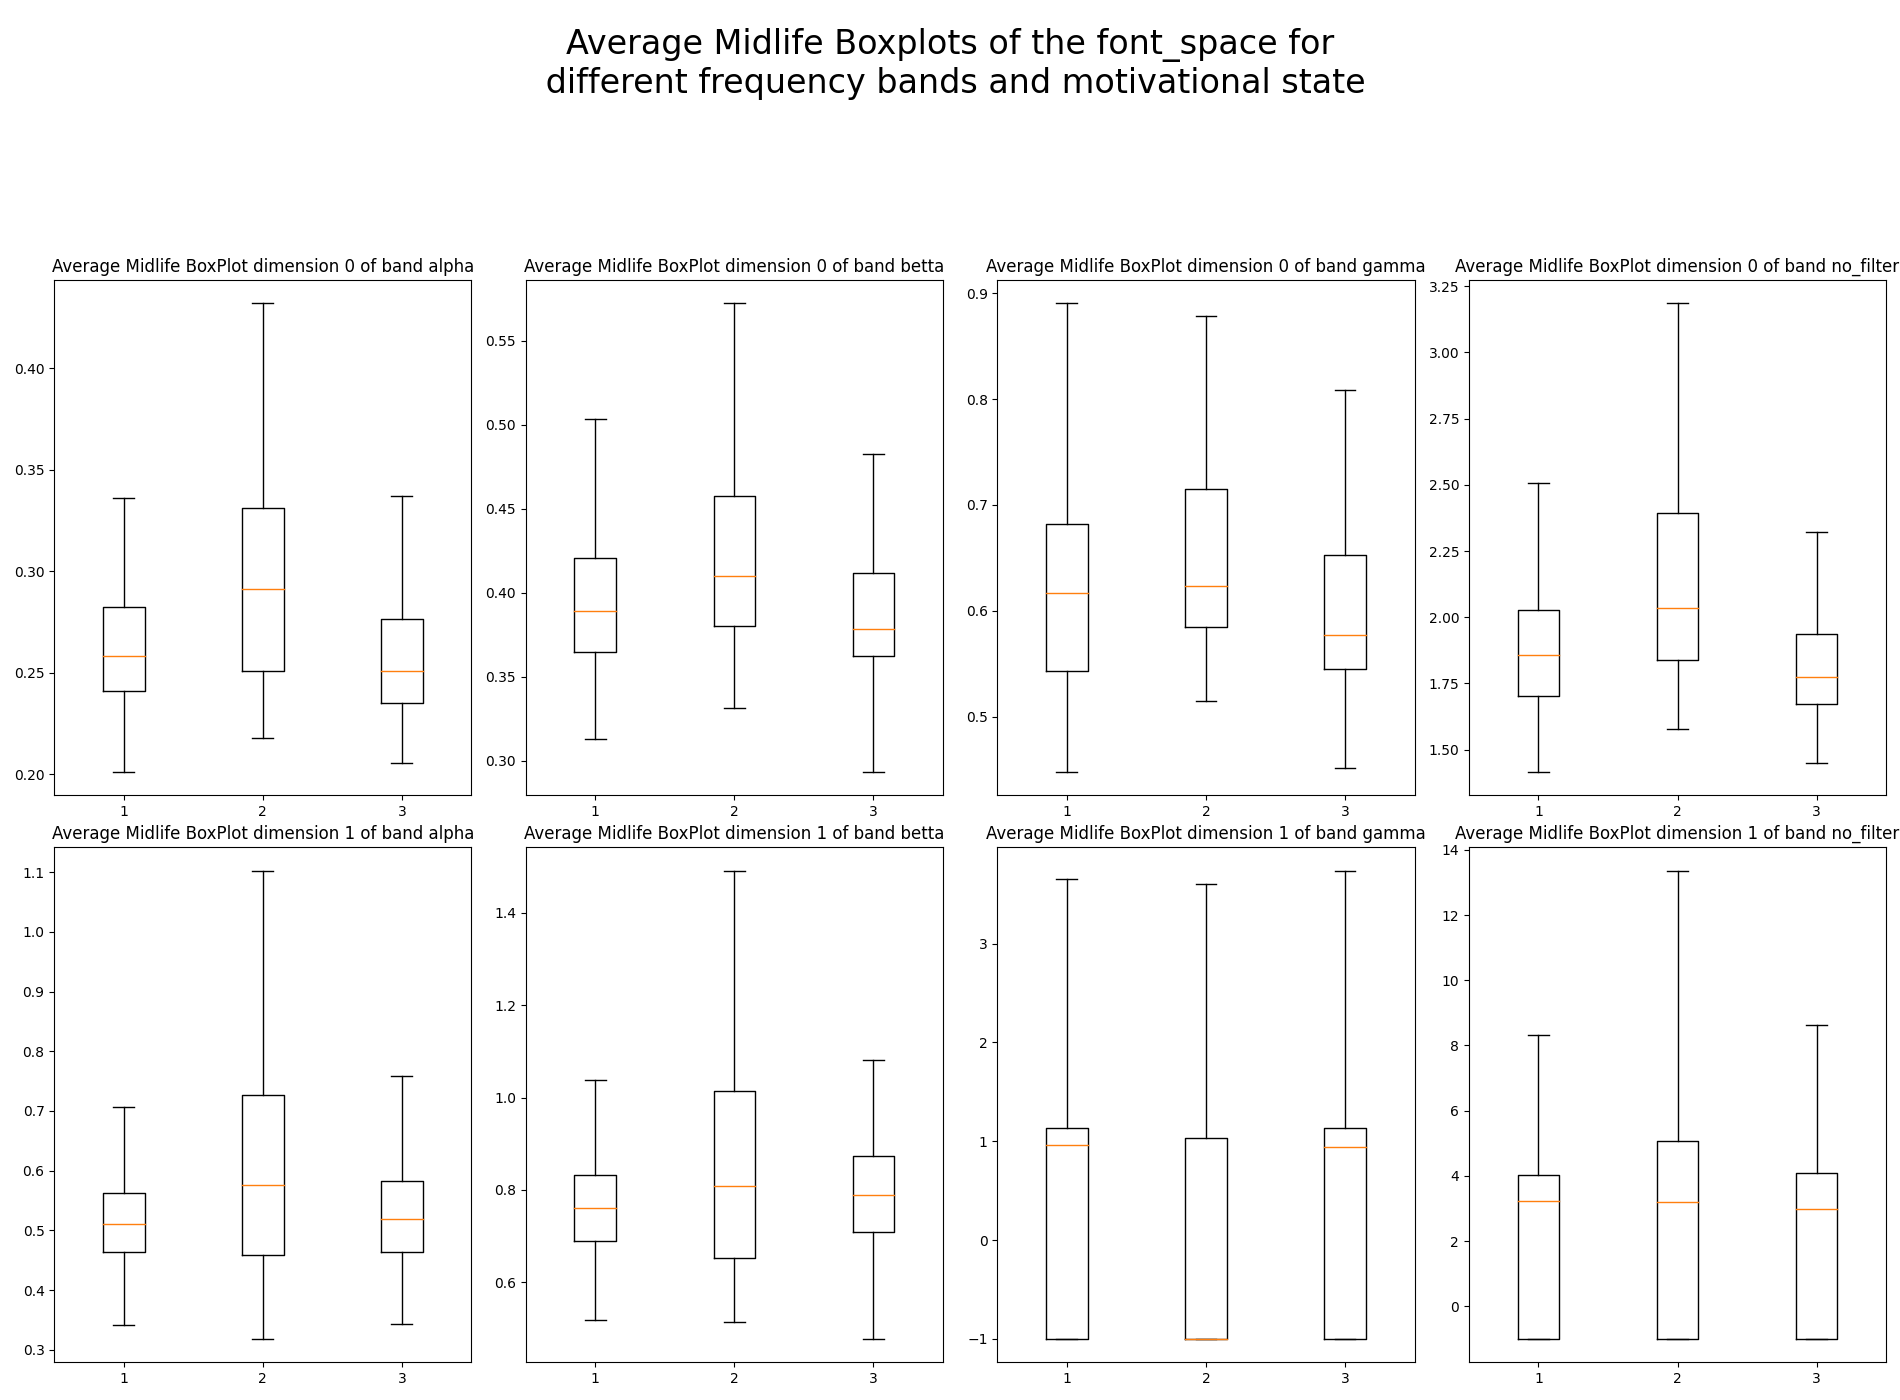 Average Midlife Boxplots of the font_space for
different frequency bands and motivational state
Average Midlife BoxPlot dimension 0 of band alpha
0.40
0.35
0.30
0.25
0.20
1 2 3
Average Midlife BoxPlot dimension 0 of band betta
0.55
0.50
0.45
0.40
0.35
0.30
1 2 3
Average Midlife BoxPlot dimension 0 of band gamma
0.9
0.8
0.7
0.6
0.5
1 2 3
Average Midlife BoxPlot dimension 0 of band no_filter
3.25
3.00
2.75
2.50
2.25
2.00
1.75
1.50
1 2 3
Average Midlife BoxPlot dimension 1 of band alpha
1.1
1.0
0.9
0.8
0.7
0.6
0.5
0.4
0.3
1 2 3
Average Midlife BoxPlot dimension 1 of band betta
1.4
1.2
1.0
0.8
0.6
1 2 3
Average Midlife BoxPlot dimension 1 of band gamma
3
2
1
0
−1
1 2 3
Average Midlife BoxPlot dimension 1 of band no_filter
14
12
10
8
6
4
2
0
1 2 3